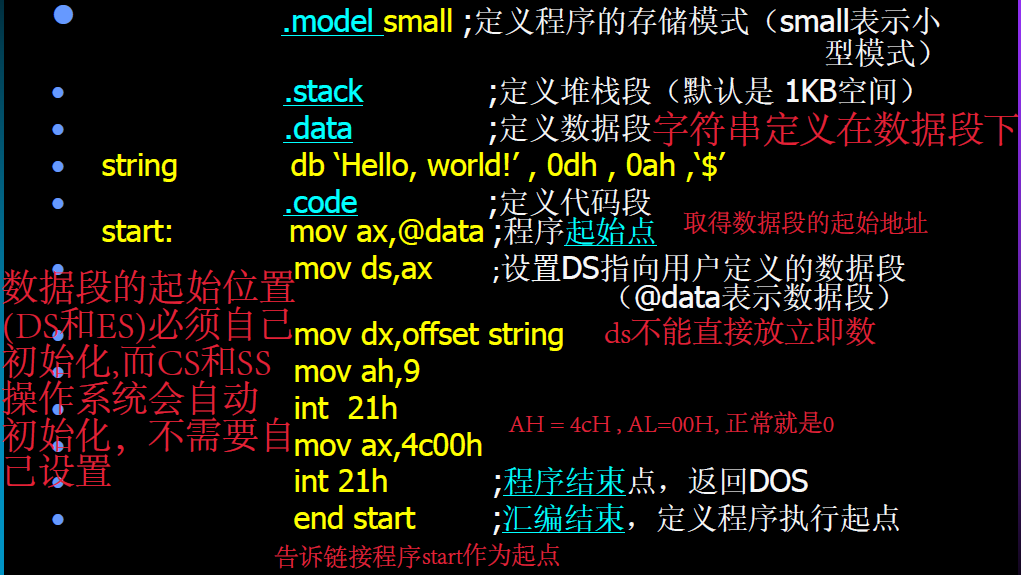 .model small ;定义程序的存储模式（small表示小
型模式）
.stack ;定义堆栈段（默认是 1KB空间）
.data ;定义数据段字符串定义在数据段下
string db ‘Hello, world!’ , 0dh , 0ah ,‘$’
.code ;定义代码段
start: mov ax,@data ;程序起始点 取得数据段的起始地址
mov ds,ax ;设置DS指向用户定义的数据段
（@data表示数据段）
数据段的起始位置
(DS和ES)必须自己
初始化,而CS和SS
操作系统会自动
初始化，不需要自
己设置
mov dx,offset string ds不能直接放立即数
mov ah,9
int 21h
AH = 4cH , AL=00H, 正常就是0
mov ax,4c00h
int 21h ;程序结束点，返回DOS
end start ;汇编结束，定义程序执行起点
告诉链接程序start作为起点